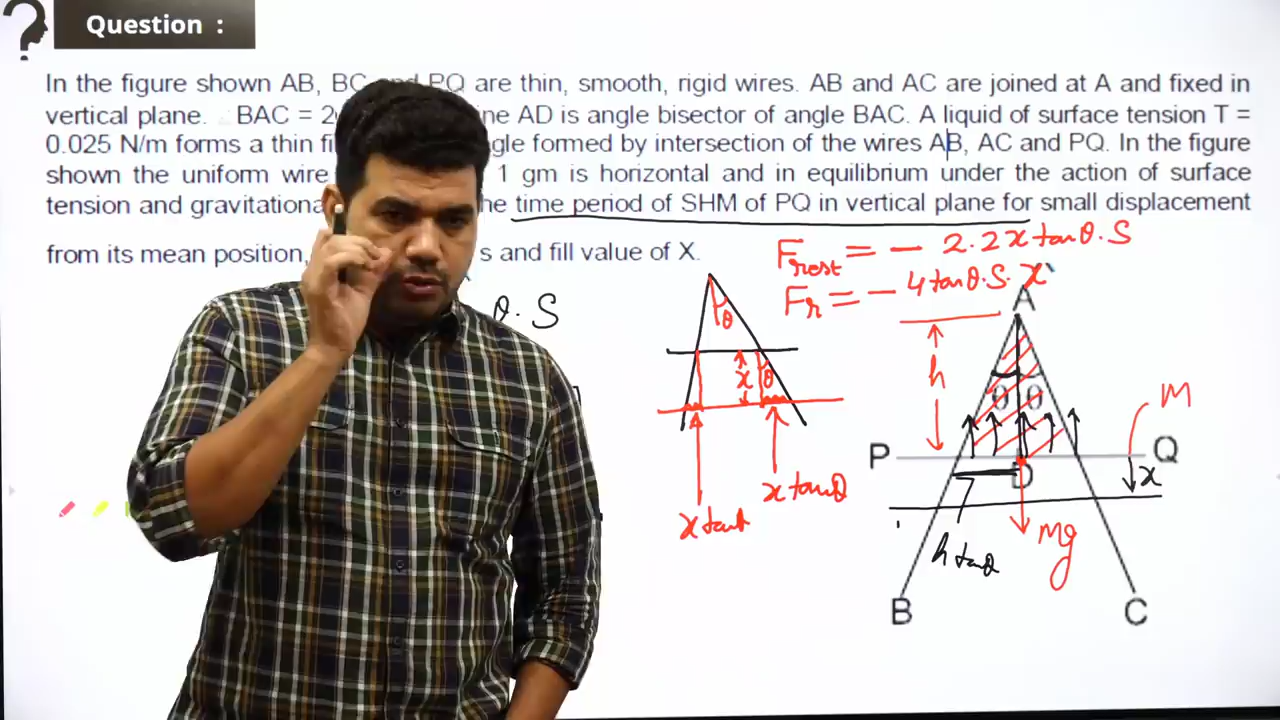 Question :
In the figure shown AB, BC and PQ are thin, smooth, rigid wires. AB and AC are joined at A and fixed in
vertical plane. BAC = 2 ne AD is angle bisector of angle BAC. A liquid of surface tension T =
0.025 N/m forms a thin fi gle formed by intersection of the wires AB, AC and PQ. In the figure
shown the uniform wire 1 gm is horizontal and in equilibrium under the action of surface
tension and gravitationa he time period of SHM of PQ in vertical plane for small displacement
from its mean position, s and fill value of X.
F_rest = - 2.2x tanθ.S
F_r = - 4 tanθ.S. x
θ. S
θ
x
θ
x tanθ
x tanθ
A
h
θ θ
M
P
Q
D
x
Mg
h tanθ
B
C